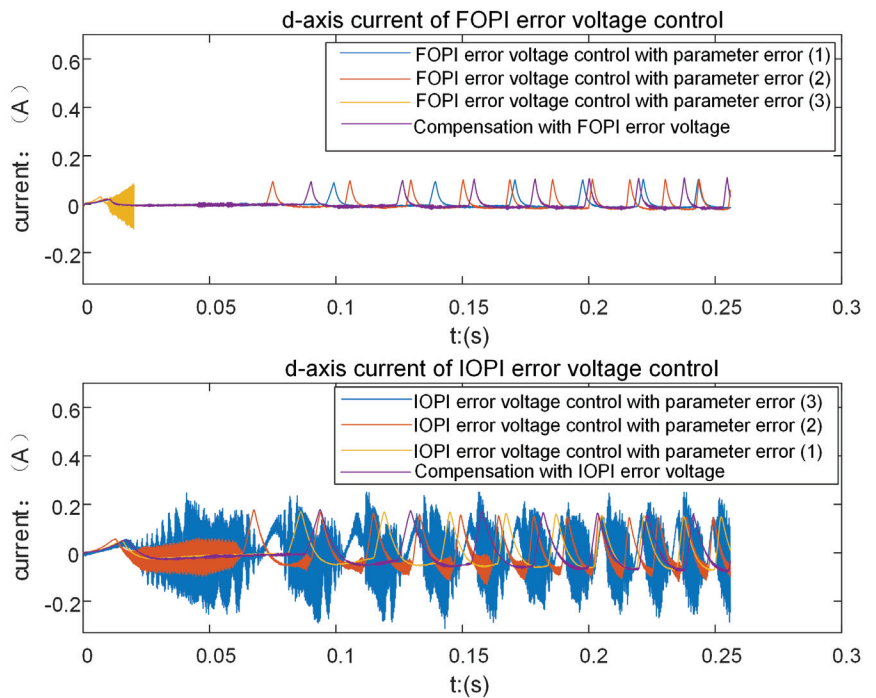 d-axis current of FOPI error voltage control
0.6
0.4
0.2
0
-0.2
current: （A）
FOPI error voltage control with parameter error (1)
FOPI error voltage control with parameter error (2)
FOPI error voltage control with parameter error (3)
Compensation with FOPI error voltage
0 0.05 0.1 0.15 0.2 0.25 0.3
t:(s)
d-axis current of IOPI error voltage control
0.6
0.4
0.2
0
-0.2
current: （A）
IOPI error voltage control with parameter error (3)
IOPI error voltage control with parameter error (2)
IOPI error voltage control with parameter error (1)
Compensation with IOPI error voltage
0 0.05 0.1 0.15 0.2 0.25 0.3
t:(s)